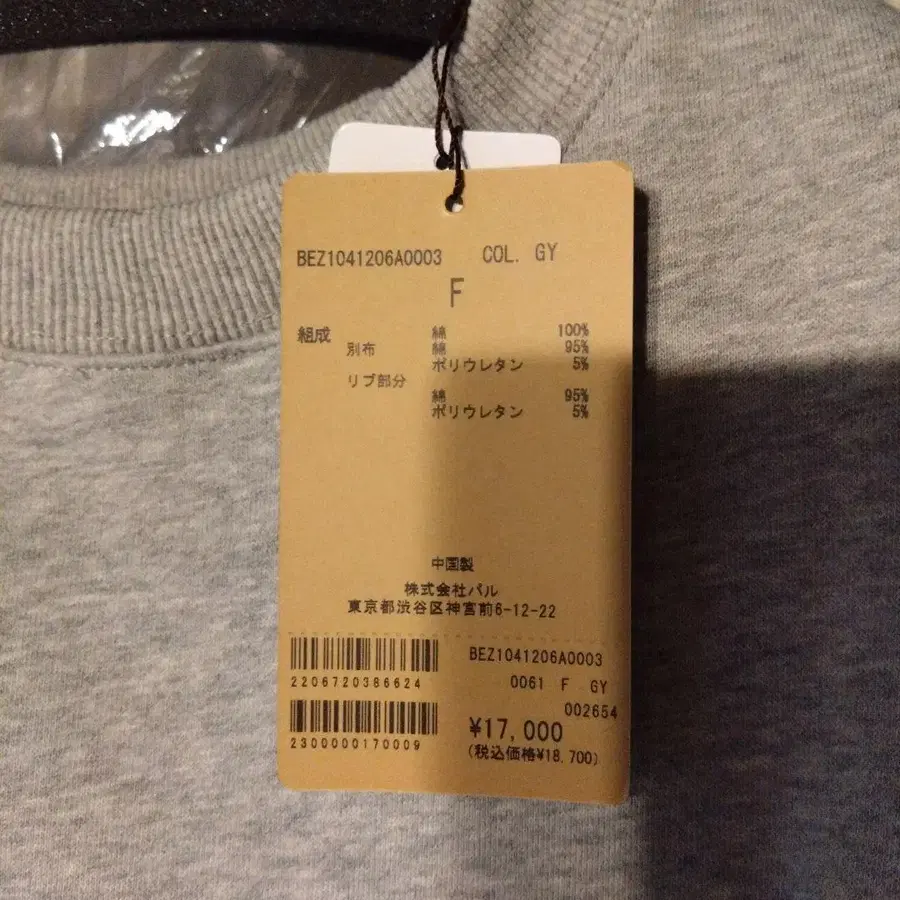 BEZ1041206A0003 COL. GY
F
組成 綿 100%
別布 綿 95%
ポリウレタン 5%
リブ部分
綿 95%
ポリウレタン 5%
中国製
株式会社パル
東京都渋谷区神宮前6-12-22
BEZ1041206A0003
2206720386624
0061 F GY
002654
¥17,000
2300000170009
(税込価格¥18,700)